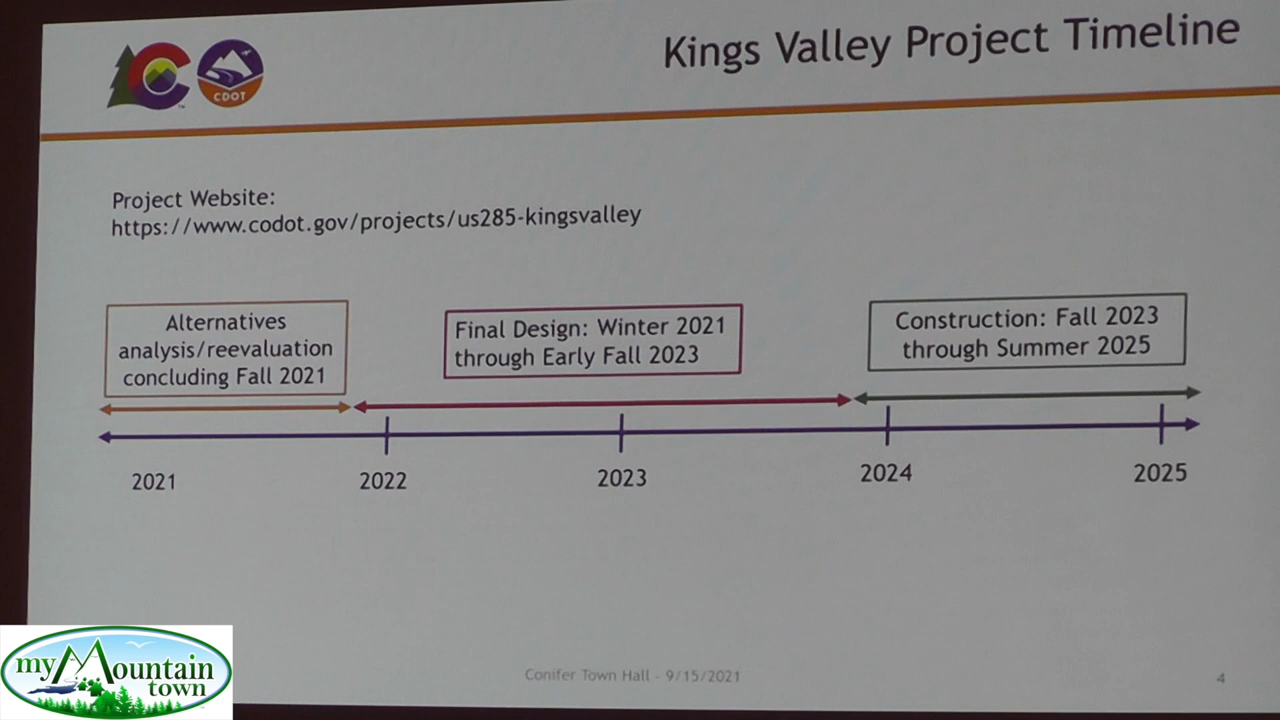 Kings Valley Project Timeline
CDOT
Project Website:
https://www.codot.gov/projects/us285-kingsvalley
Alternatives
analysis/reevaluation
concluding Fall 2021
Final Design: Winter 2021
through Early Fall 2023
Construction: Fall 2023
through Summer 2025
2021
2022
2023
2024
2025
Conifer Town Hall - 9/15/2021
4
my Mountain
town